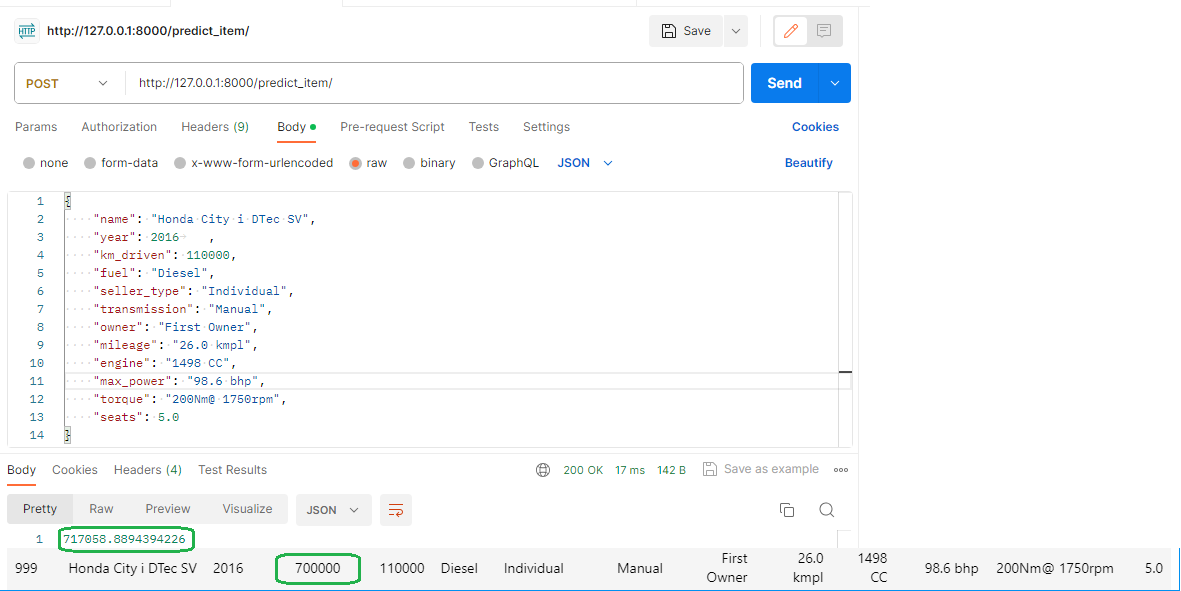 HTTP http://127.0.0.1:8000/predict_item/ Save
POST http://127.0.0.1:8000/predict_item/ Send
Params Authorization Headers (9) Body Pre-request Script Tests Settings Cookies
none form-data x-www-form-urlencoded raw binary GraphQL JSON Beautify
1 {
2 "name": "Honda City i DTec SV",
3 "year": 2016 ,
4 "km_driven": 110000,
5 "fuel": "Diesel",
6 "seller_type": "Individual",
7 "transmission": "Manual",
8 "owner": "First Owner",
9 "mileage": "26.0 kmpl",
10 "engine": "1498 CC",
11 "max_power": "98.6 bhp",
12 "torque": "200Nm@ 1750rpm",
13 "seats": 5.0
14 }
Body Cookies Headers (4) Test Results 200 OK 17 ms 142 B Save as example
Pretty Raw Preview Visualize JSON
1 717058.8894394226
999 Honda City i DTec SV 2016 700000 110000 Diesel Individual Manual First Owner 26.0 kmpl 1498 CC 98.6 bhp 200Nm@ 1750rpm 5.0